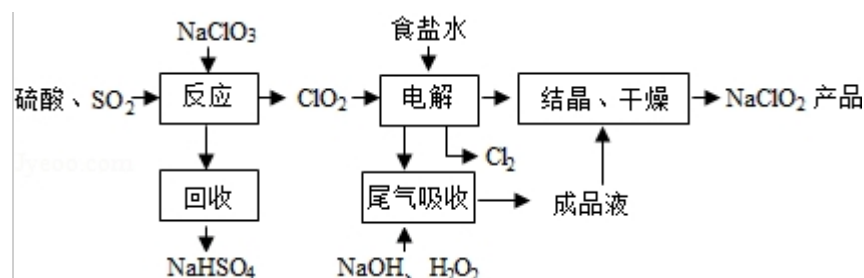 NaClO₃
食盐水
硫酸、SO₂
反应
ClO₂
电解
结晶、干燥
NaClO₂ 产品
Cl₂
回收
尾气吸收
成品液
NaHSO₄
NaOH、H₂O₂